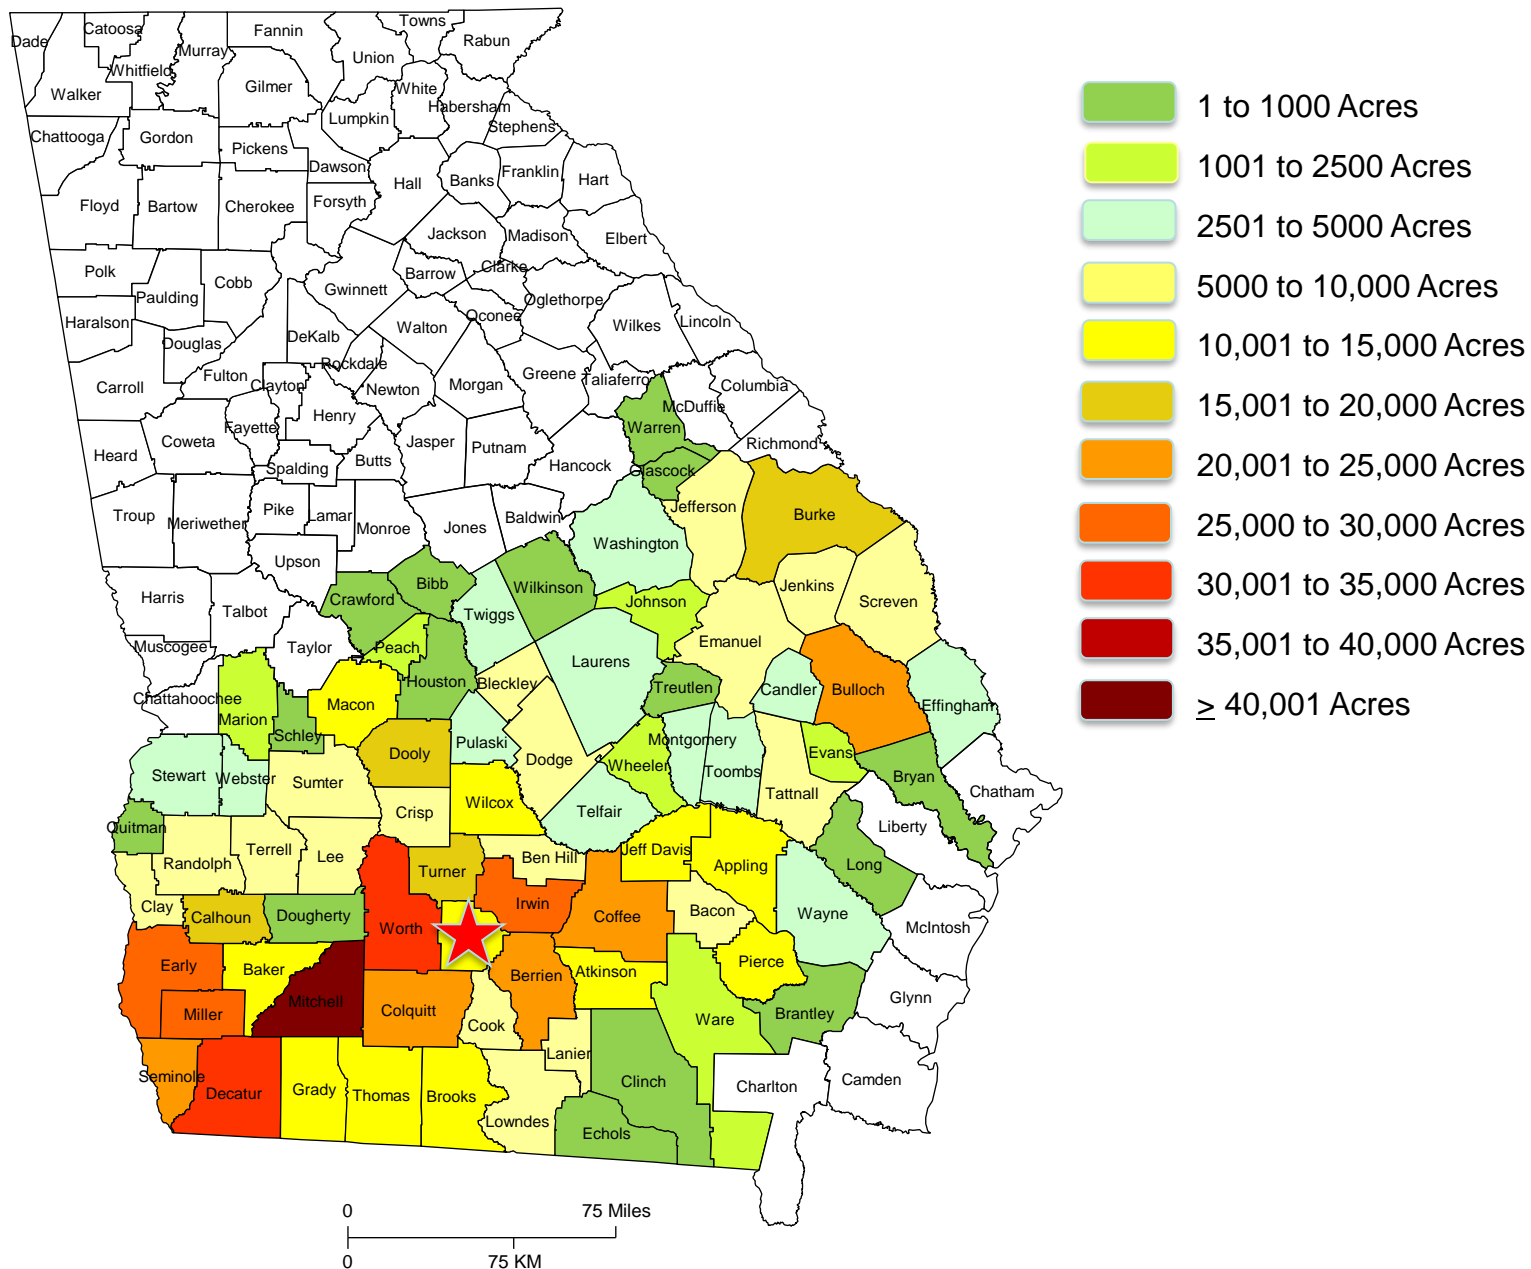 Dade
Catoosa
Whitfield
Murray
Fannin
Towns
Rabun
Union
Walker
Gilmer
White
Habersham
Lumpkin
Stephens
Chattooga
Gordon
Pickens
Dawson
Hall
Banks
Franklin
Hart
Floyd
Bartow
Cherokee
Forsyth
Jackson
Madison
Elbert
Polk
Paulding
Cobb
Gwinnett
Barrow
Clarke
Oglethorpe
Haralson
Douglas
DeKalb
Walton
Oconee
Wilkes
Lincoln
Carroll
Fulton
Clayton
Rockdale
Newton
Morgan
Greene
Taliaferro
Columbia
McDuffie
Warren
Coweta
Fayette
Henry
Heard
Spalding
Butts
Jasper
Putnam
Hancock
Richmond
Glascock
Troup
Meriwether
Pike
Lamar
Monroe
Jones
Baldwin
Jefferson
Burke
Washington
Upson
Harris
Talbot
Crawford
Bibb
Wilkinson
Twiggs
Johnson
Jenkins
Screven
Emanuel
Muscogee
Taylor
Peach
Laurens
Chattahoochee
Marion
Macon
Houston
Bleckley
Treutlen
Candler
Bulloch
Effingham
Schley
Dooly
Pulaski
Montgomery
Evans
Stewart
Webster
Sumter
Dodge
Wheeler
Toombs
Tattnall
Bryan
Chatham
Crisp
Wilcox
Telfair
Liberty
Quitman
Randolph
Terrell
Lee
Turner
Ben Hill
Jeff Davis
Appling
Long
Clay
Calhoun
Dougherty
Worth
Irwin
Coffee
Bacon
Wayne
McIntosh
Early
Baker
Mitchell
Miller
Colquitt
Berrien
Atkinson
Pierce
Glynn
Cook
Ware
Brantley
Lanier
Seminole
Decatur
Grady
Thomas
Brooks
Lowndes
Clinch
Echols
Charlton
Camden
1 to 1000 Acres
1001 to 2500 Acres
2501 to 5000 Acres
5000 to 10,000 Acres
10,001 to 15,000 Acres
15,001 to 20,000 Acres
20,001 to 25,000 Acres
25,000 to 30,000 Acres
30,001 to 35,000 Acres
35,001 to 40,000 Acres
≥ 40,001 Acres
0 75 Miles
0 75 KM